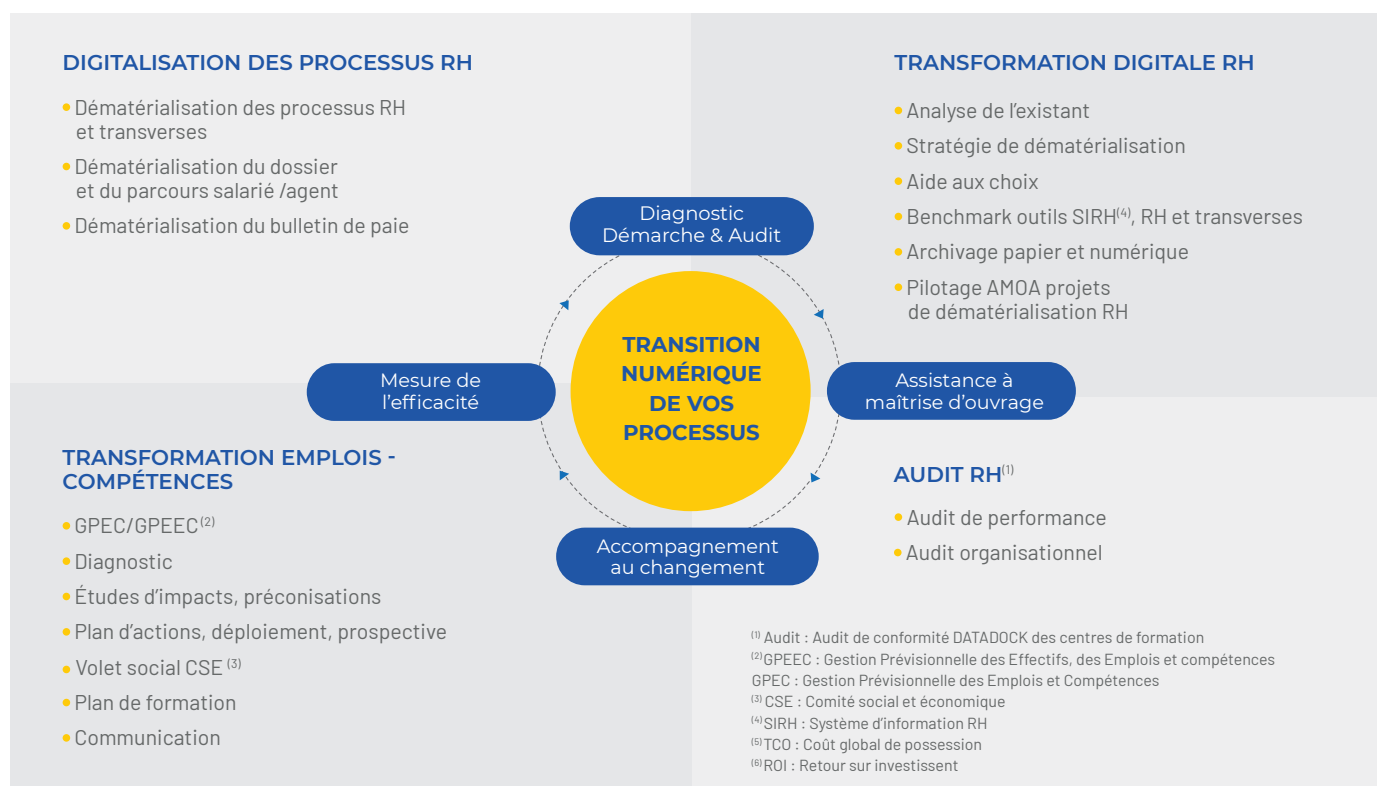 DIGITALISATION DES PROCESSUS RH
• Dématérialisation des processus RH
et transverses
• Dématérialisation du dossier
et du parcours salarié /agent
• Dématérialisation du bulletin de paie
TRANSFORMATION DIGITALE RH
• Analyse de l’existant
• Stratégie de dématérialisation
• Aide aux choix
• Benchmark outils SIRH(4), RH et transverses
• Archivage papier et numérique
• Pilotage AMOA projets
de dématérialisation RH
Diagnostic
Démarche & Audit
TRANSITION
NUMÉRIQUE
DE VOS
PROCESSUS
Mesure de
l’efficacité
Assistance à
maîtrise d’ouvrage
Accompagnement
au changement
TRANSFORMATION EMPLOIS -
COMPÉTENCES
• GPEC/GPEEC(2)
• Diagnostic
• Études d’impacts, préconisations
• Plan d’actions, déploiement, prospective
• Volet social CSE (3)
• Plan de formation
• Communication
AUDIT RH(1)
• Audit de performance
• Audit organisationnel
(1) Audit : Audit de conformité DATADOCK des centres de formation
(2) GPEEC : Gestion Prévisionnelle des Effectifs, des Emplois et compétences
GPEC : Gestion Prévisionnelle des Emplois et Compétences
(3) CSE : Comité social et économique
(4) SIRH : Système d’information RH
(5) TCO : Coût global de possession
(6) ROI : Retour sur investissent